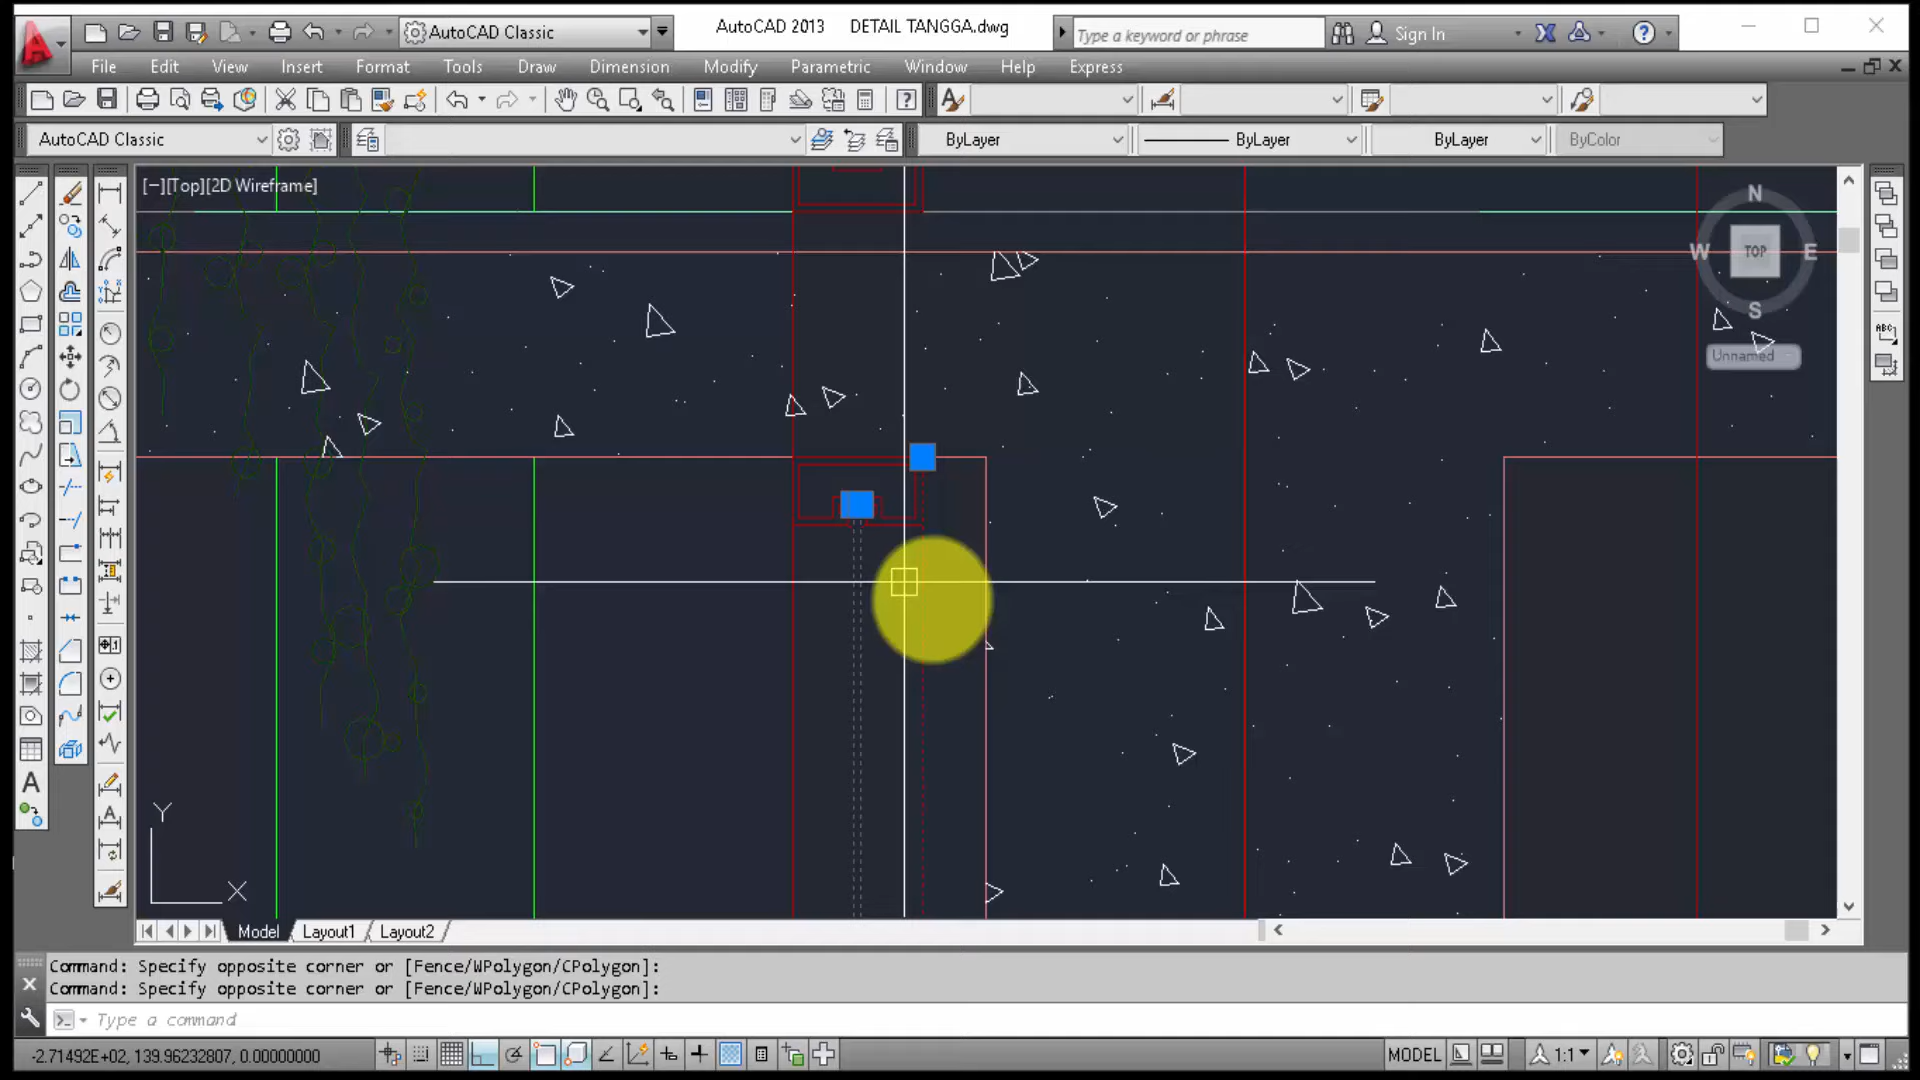 AutoCAD Classic
AutoCAD 2013 DETAIL TANGGA.dwg
Type a keyword or phrase
Sign In
File Edit View Insert Format Tools Draw Dimension Modify Parametric Window Help Express
AutoCAD Classic
ByLayer
ByLayer
ByLayer
ByColor
[−][Top][2D Wireframe]
N
W TOP E
S
Unnamed
Y
X
A
Model Layout1 Layout2
Command: Specify opposite corner or [Fence/WPolygon/CPolygon]:
Command: Specify opposite corner or [Fence/WPolygon/CPolygon]:
Type a command
-2.71492E+02, 139.96232807, 0.00000000
MODEL
1:1